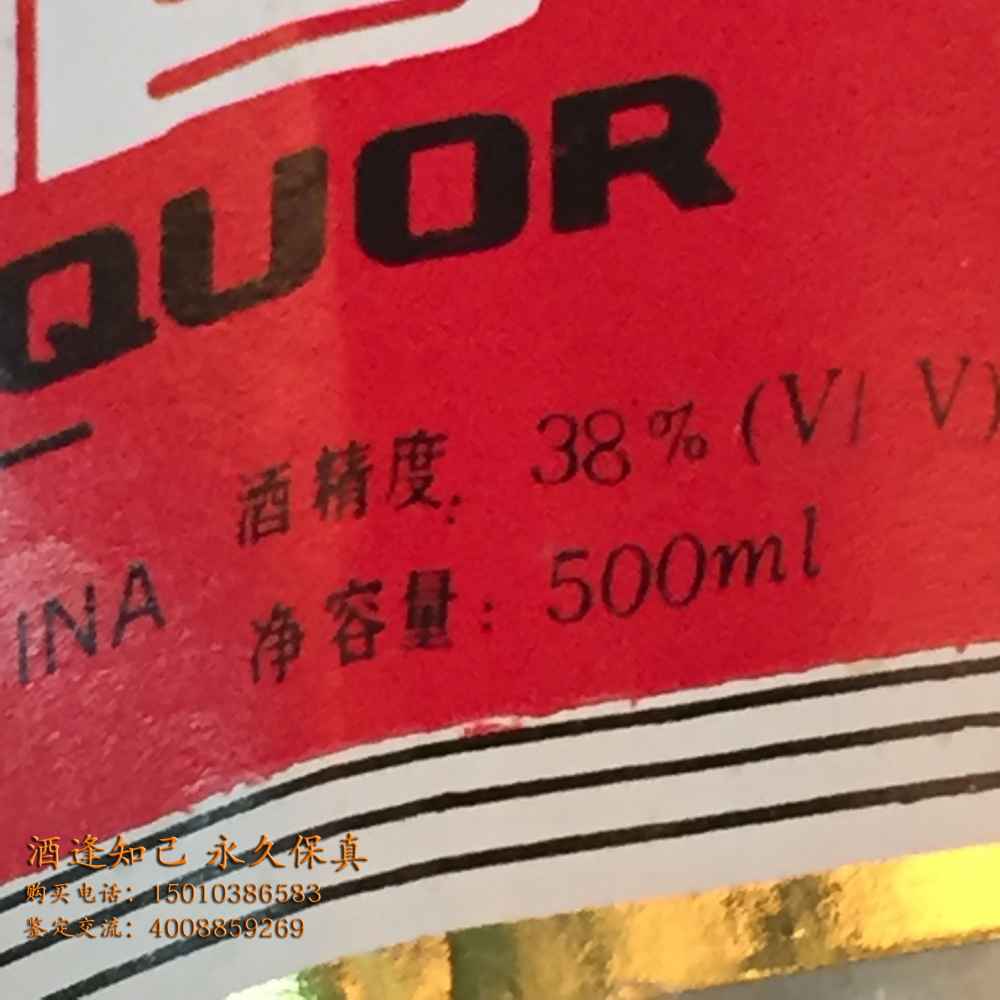 QUOR
酒精度: 38%(V/V)
INA
净容量: 500ml
酒逢知己 永久保真
购买电话: 15010386583
鉴定交流: 4008859269